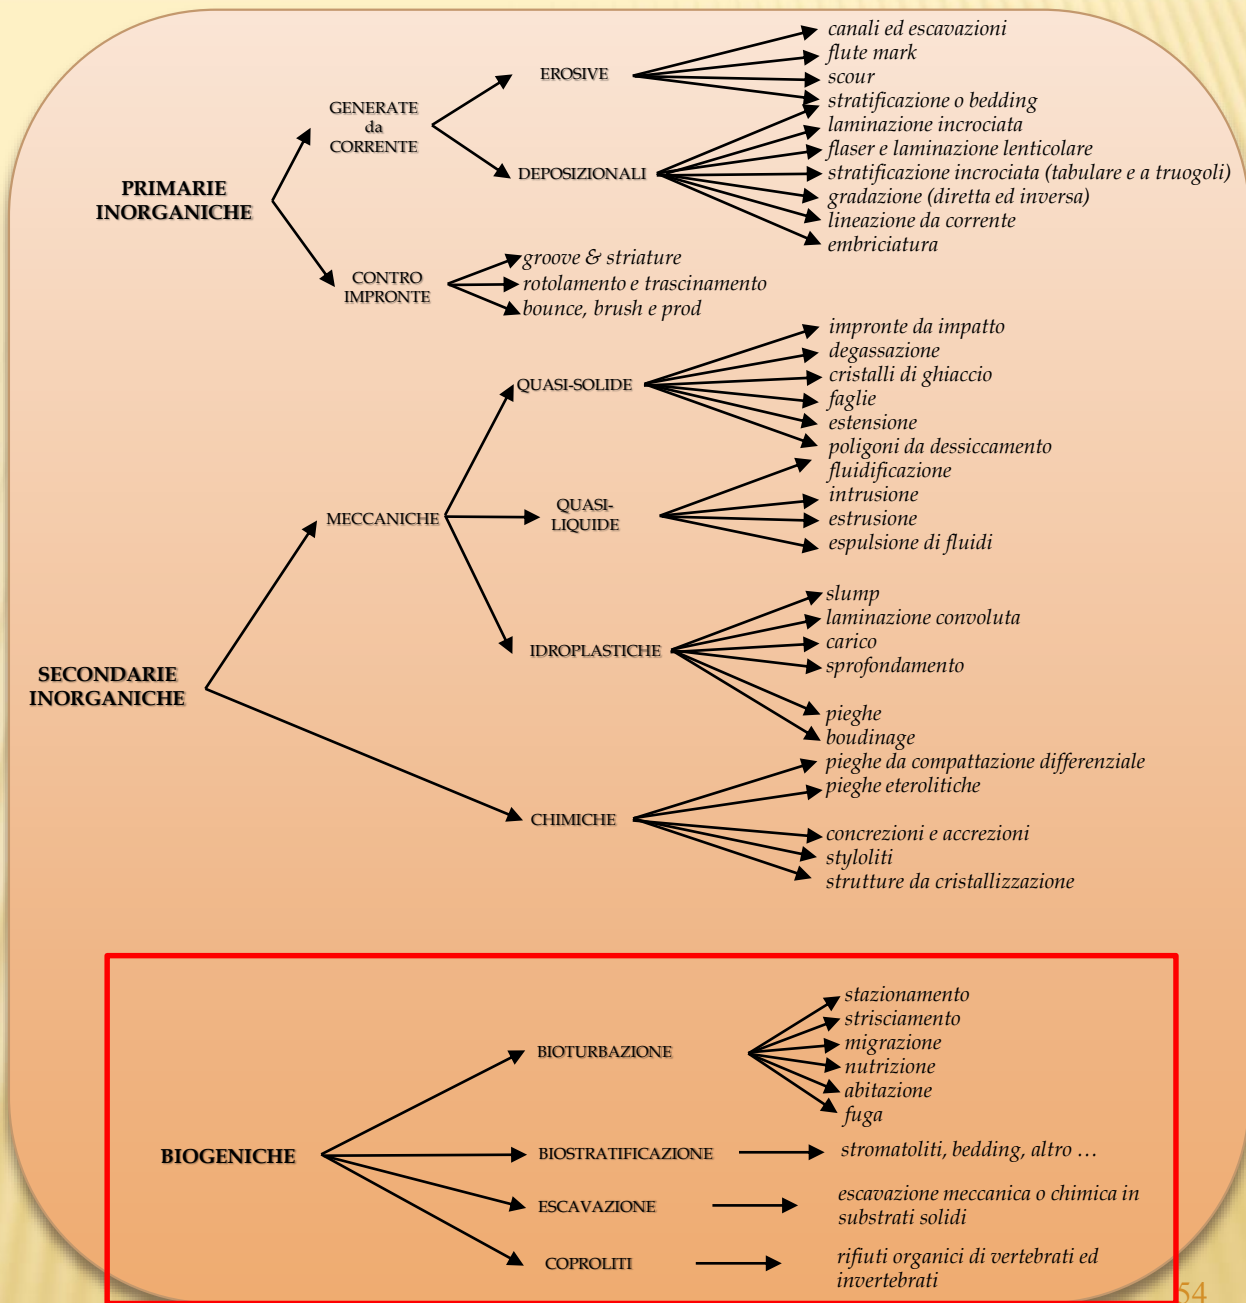 PRIMARIE
INORGANICHE
GENERATE
da
CORRENTE
EROSIVE
canali ed escavazioni
flute mark
scour
DEPOSIZIONALI
stratificazione o bedding
laminazione incrociata
flaser e laminazione lenticolare
stratificazione incrociata (tabulare e a truogoli)
gradazione (diretta ed inversa)
lineazione da corrente
embriciatura
CONTRO
IMPRONTE
groove & striature
rotolamento e trascinamento
bounce, brush e prod
SECONDARIE
INORGANICHE
MECCANICHE
QUASI-SOLIDE
impronte da impatto
degassazione
cristalli di ghiaccio
faglie
estensione
poligoni da dessiccamento
QUASI-
LIQUIDE
fluidificazione
intrusione
estrusione
espulsione di fluidi
IDROPLASTICHE
slump
laminazione convoluta
carico
sprofondamento
pieghe
boudinage
CHIMICHE
pieghe da compattazione differenziale
pieghe eterolitiche
concrezioni e accrezioni
styloliti
strutture da cristallizzazione
BIOGENICHE
BIOTURBAZIONE
stazionamento
strisciamento
migrazione
nutrizione
abitazione
fuga
BIOSTRATIFICAZIONE
stromatoliti, bedding, altro …
ESCAVAZIONE
escavazione meccanica o chimica in
substrati solidi
COPROLITI
rifiuti organici di vertebrati ed
invertebrati
54